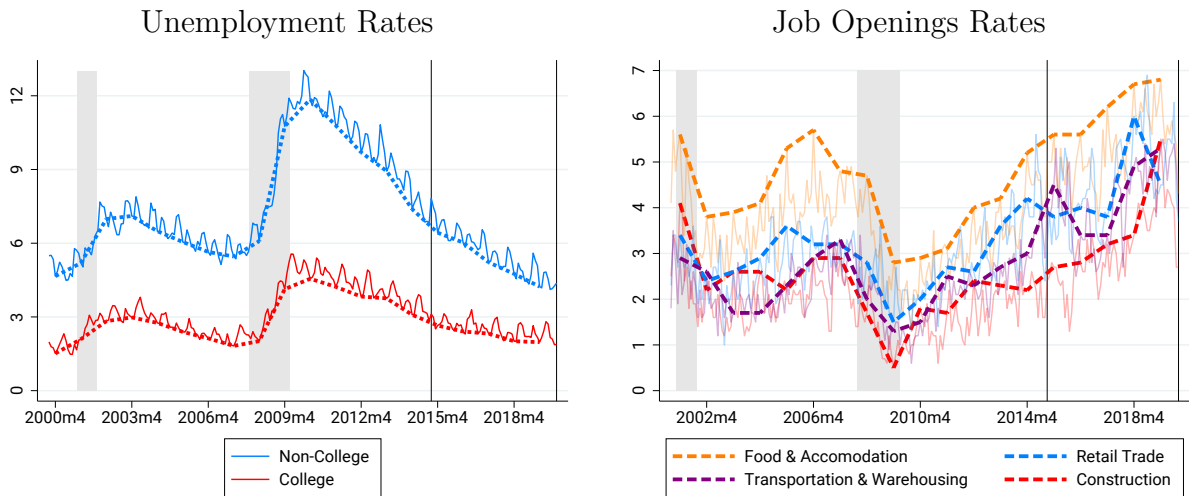 Unemployment Rates
12
9
6
3
0
2000m4 2003m4 2006m4 2009m4 2012m4 2015m4 2018m4
Non-College
College
Job Openings Rates
7
6
5
4
3
2
1
0
2002m4 2006m4 2010m4 2014m4 2018m4
Food & Accomodation Retail Trade
Transportation & Warehousing Construction